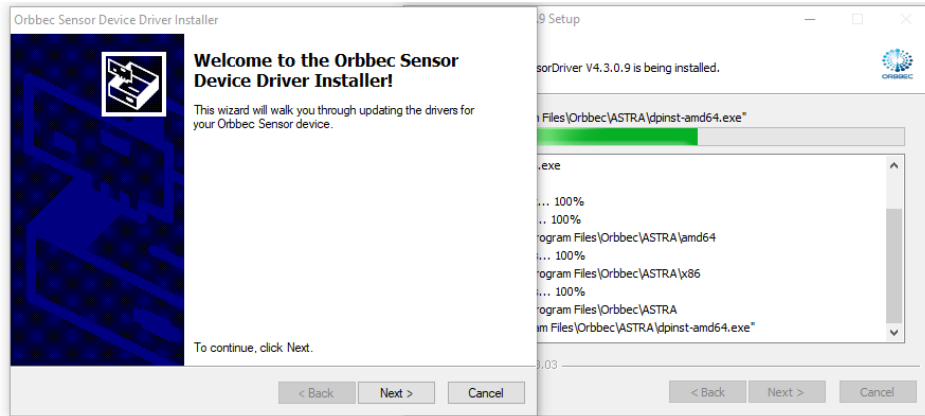 Orbbec Sensor Device Driver Installer
Welcome to the Orbbec Sensor
Device Driver Installer!
This wizard will walk you through updating the drivers for
your Orbbec Sensor device.
To continue, click Next.
< Back
Next >
Cancel
.9 Setup
sorDriver V4.3.0.9 is being installed.
ORBBEC
Files\Orbbec\ASTRA\dpinst-amd64.exe"
.exe
... 100%
.. 100%
rogram Files\Orbbec\ASTRA\amd64
... 100%
rogram Files\Orbbec\ASTRA\x86
... 100%
rogram Files\Orbbec\ASTRA
am Files\Orbbec\ASTRA\dpinst-amd64.exe"
.03
< Back
Next >
Cancel